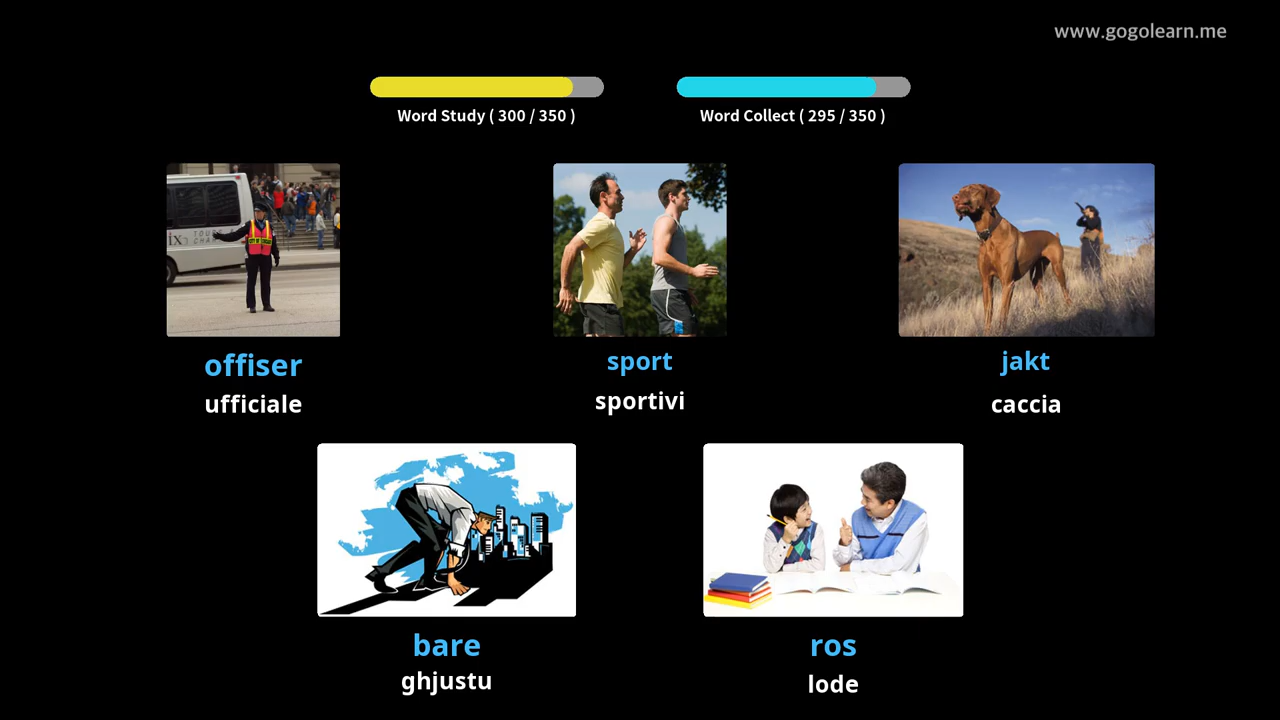 www.gogolearn.me
Word Study ( 300 / 350 )
Word Collect ( 295 / 350 )
offiser
ufficiale
sport
sportivi
jakt
caccia
bare
ghjustu
ros
lode